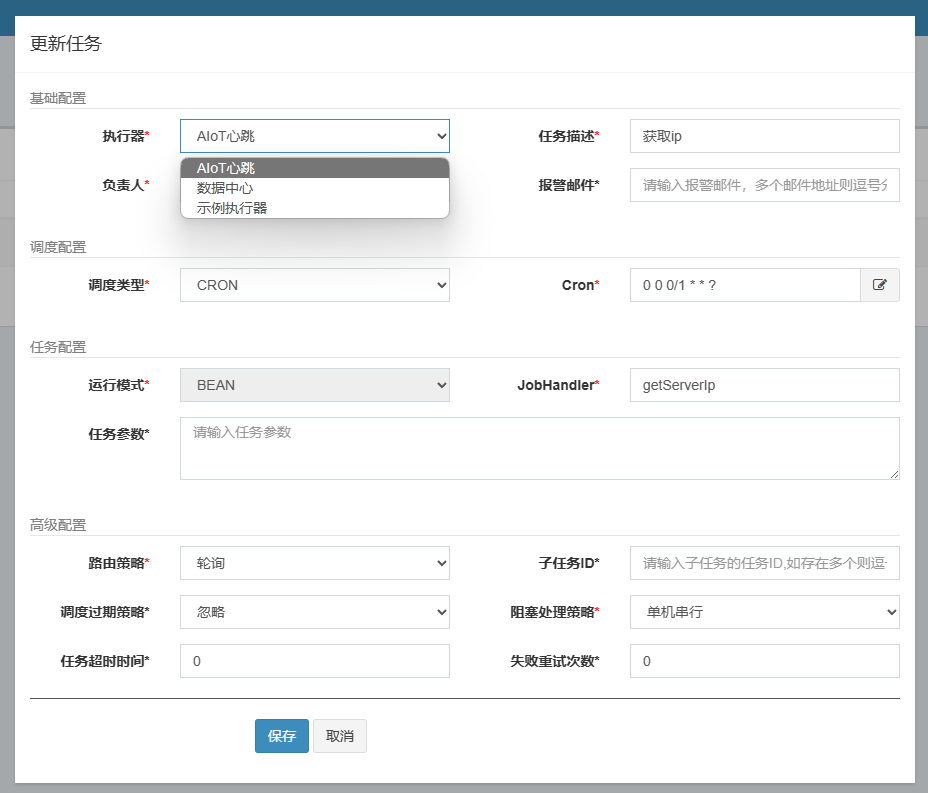 更新任务
基础配置
执行器* AIoT心跳 任务描述* 获取ip
AIoT心跳
数据中心
示例执行器
负责人* 报警邮件* 请输入报警邮件，多个邮件地址则逗号分
调度配置
调度类型* CRON Cron* 0 0 0/1 * * ?
任务配置
运行模式* BEAN JobHandler* getServerIp
任务参数* 请输入任务参数
高级配置
路由策略* 轮询 子任务ID* 请输入子任务的任务ID,如存在多个则逗
调度过期策略* 忽略 阻塞处理策略* 单机串行
任务超时时间* 0 失败重试次数* 0
保存 取消